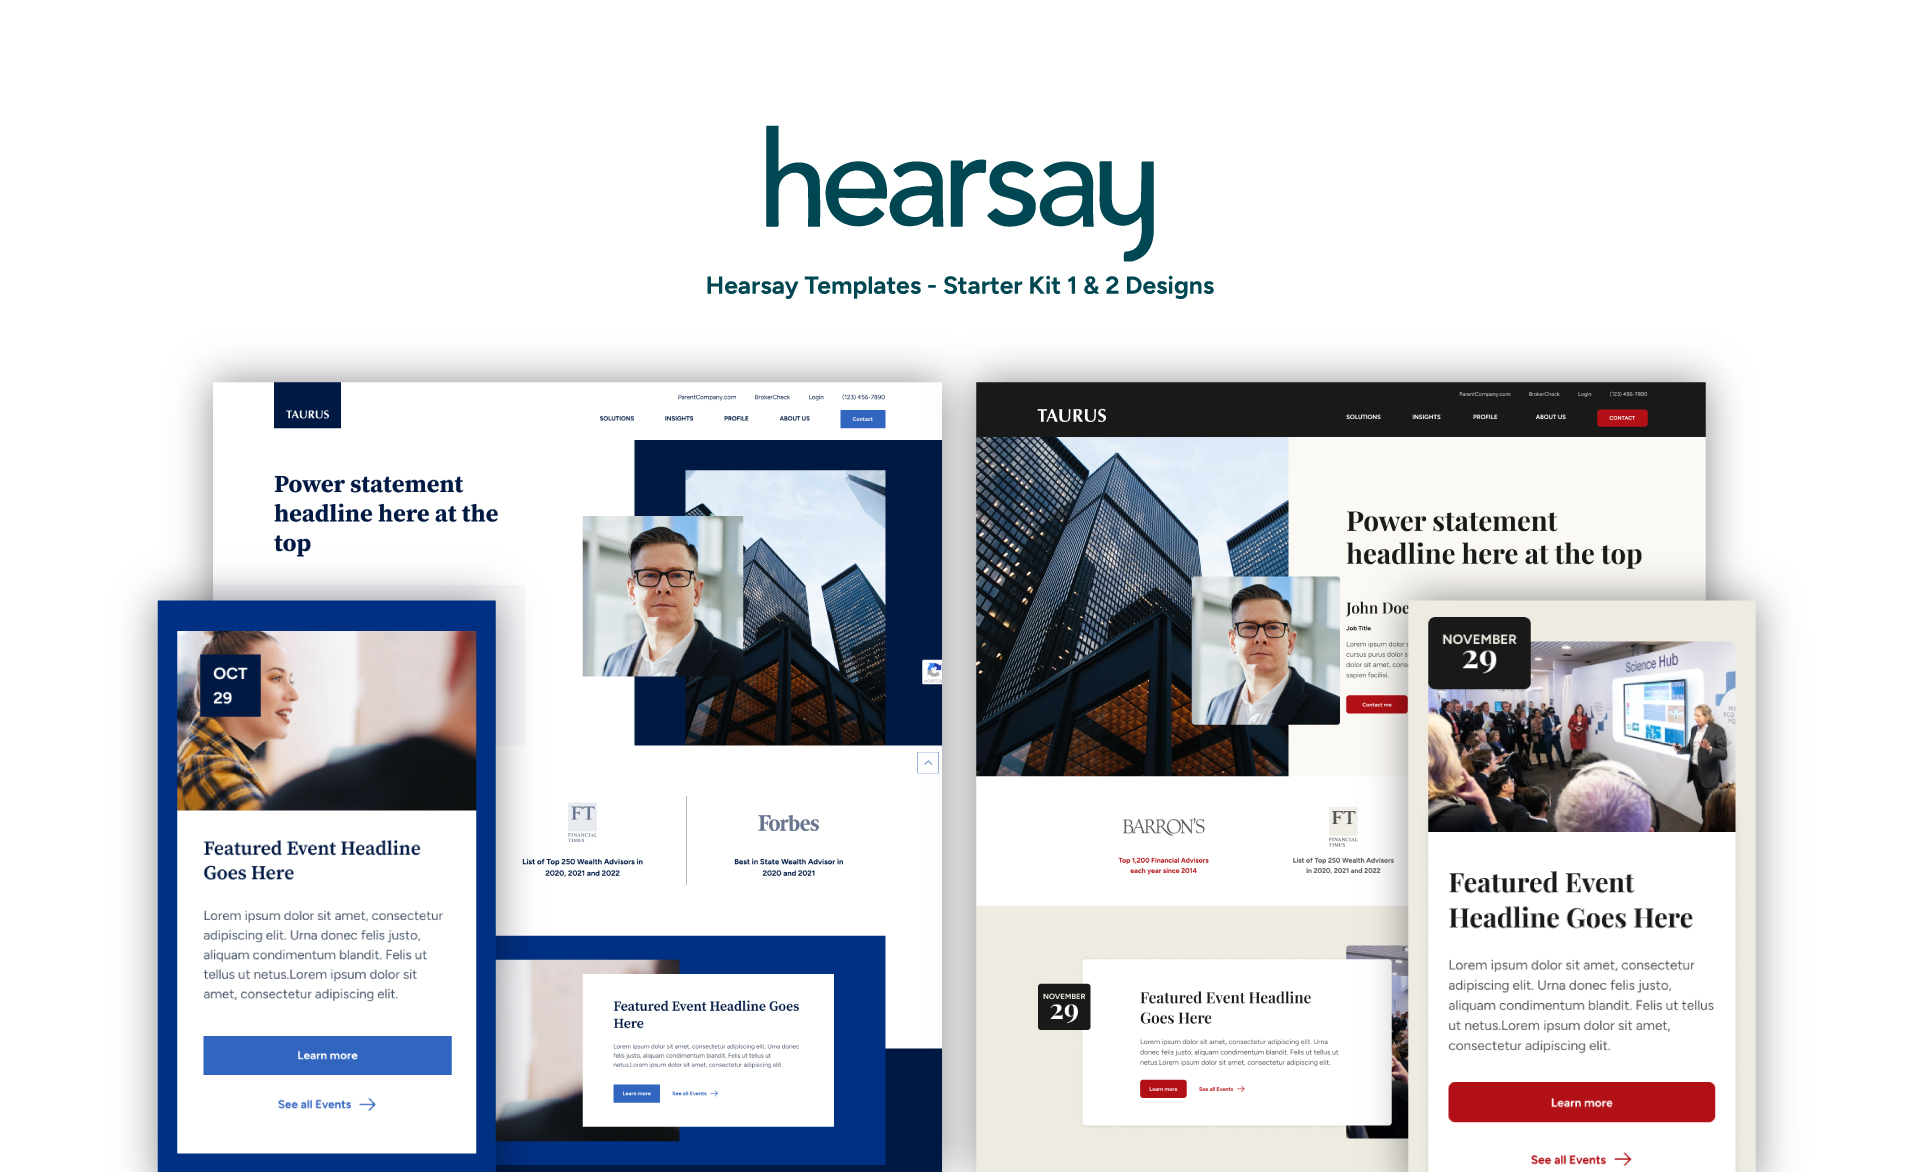 hearsay
Hearsay Templates - Starter Kit 1 & 2 Designs
TAURUS
ParentCompany.com BrokerCheck Login (123) 456-7890
SOLUTIONS INSIGHTS PROFILE ABOUT US Contact
Power statement
headline here at the
top
FT
FINANCIAL
TIMES
List of Top 250 Wealth Advisors in
2020, 2021 and 2022
Forbes
Best in State Wealth Advisor in
2020 and 2021
Featured Event Headline Goes
Here
Lorem ipsum dolor sit amet, consectetur adipiscing elit. Urna donec
felis justo, aliquam condimentum blandit. Felis ut tellus ut
netus.Lorem ipsum dolor sit amet, consectetur adipiscing elit.
Learn more See all Events
OCT
29
Featured Event Headline
Goes Here
Lorem ipsum dolor sit amet, consectetur
adipiscing elit. Urna donec felis justo,
aliquam condimentum blandit. Felis ut
tellus ut netus.Lorem ipsum dolor sit
amet, consectetur adipiscing elit.
Learn more
See all Events
TAURUS
ParentCompany.com BrokerCheck Login (123) 456-7890
SOLUTIONS INSIGHTS PROFILE ABOUT US CONTACT
Power statement
headline here at the top
John Doe
Job Title
Lorem ipsum dolor
cursus purus dolor s
dolor sit amet, cons
sapien facilisi.
Contact me
BARRON'S
Top 1,200 Financial Advisors
each year since 2014
FT
FINANCIAL
TIMES
List of Top 250 Wealth Advisors
in 2020, 2021 and 2022
NOVEMBER
29
Featured Event Headline
Goes Here
Lorem ipsum dolor sit amet, consectetur adipiscing elit. Urna
donec felis justo, aliquam condimentum blandit. Felis ut tellus ut
netus.Lorem ipsum dolor sit amet, consectetur adipiscing elit.
Learn more See all Events
NOVEMBER
29
Science Hub
Featured Event
Headline Goes Here
Lorem ipsum dolor sit amet, consectetur
adipiscing elit. Urna donec felis justo,
aliquam condimentum blandit. Felis ut tellus
ut netus.Lorem ipsum dolor sit amet,
consectetur adipiscing elit.
Learn more
See all Events